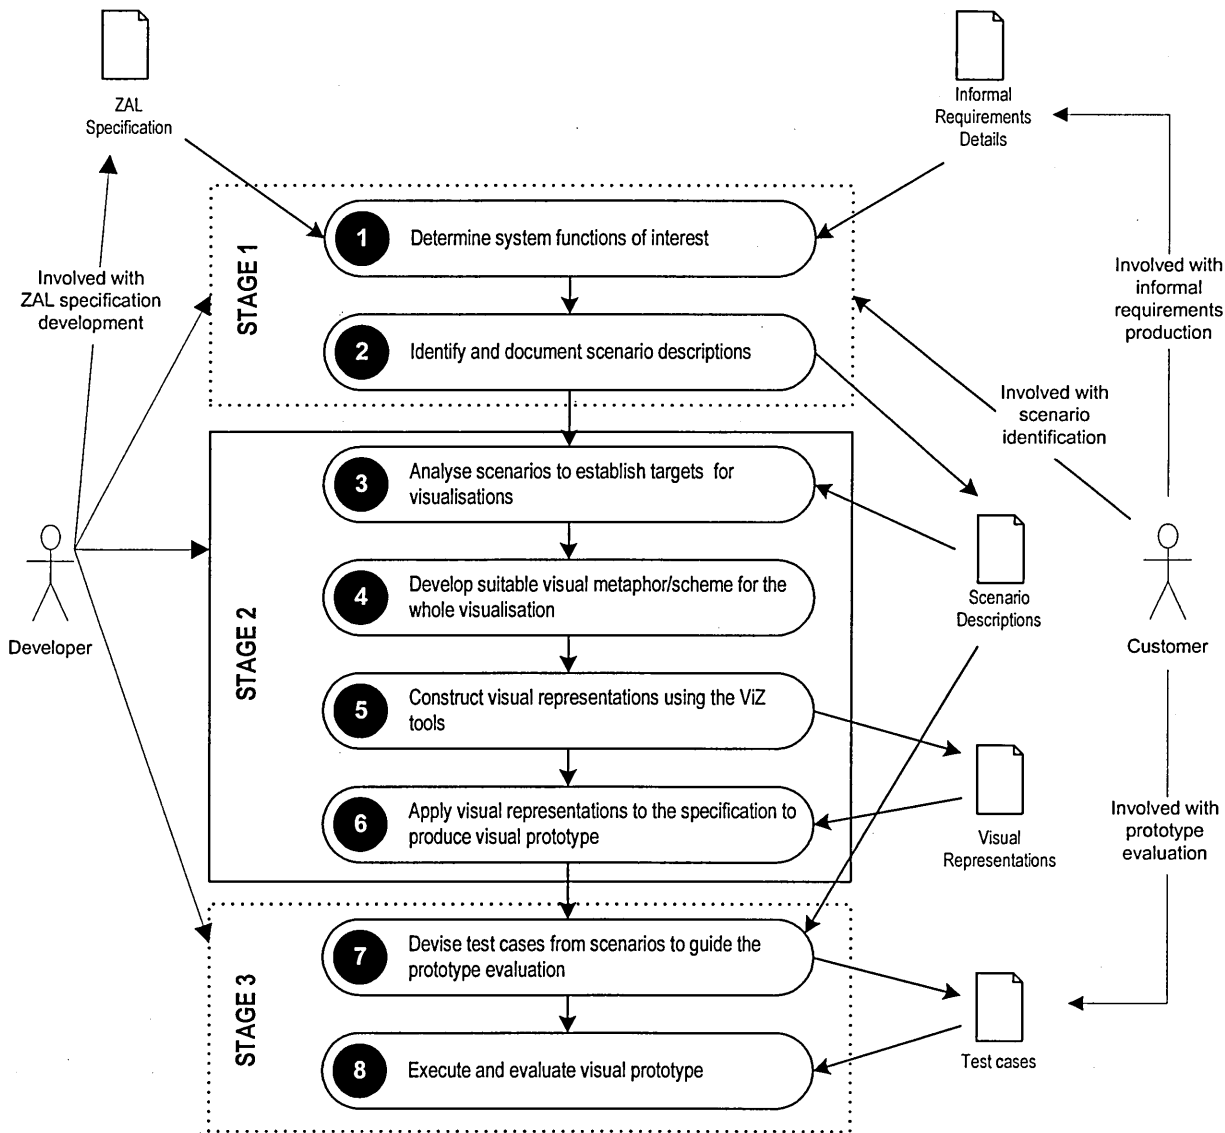 ZAL
Specification
Informal
Requirements
Details
STAGE 1
1
Determine system functions of interest
2
Identify and document scenario descriptions
Involved with
ZAL specification
development
Involved with
informal
requirements
production
Involved with
scenario
identification
STAGE 2
3
Analyse scenarios to establish targets for
visualisations
4
Develop suitable visual metaphor/scheme for the
whole visualisation
5
Construct visual representations using the ViZ
tools
6
Apply visual representations to the specification to
produce visual prototype
Developer
Scenario
Descriptions
Customer
Visual
Representations
Involved with
prototype
evaluation
STAGE 3
7
Devise test cases from scenarios to guide the
prototype evaluation
8
Execute and evaluate visual prototype
Test cases